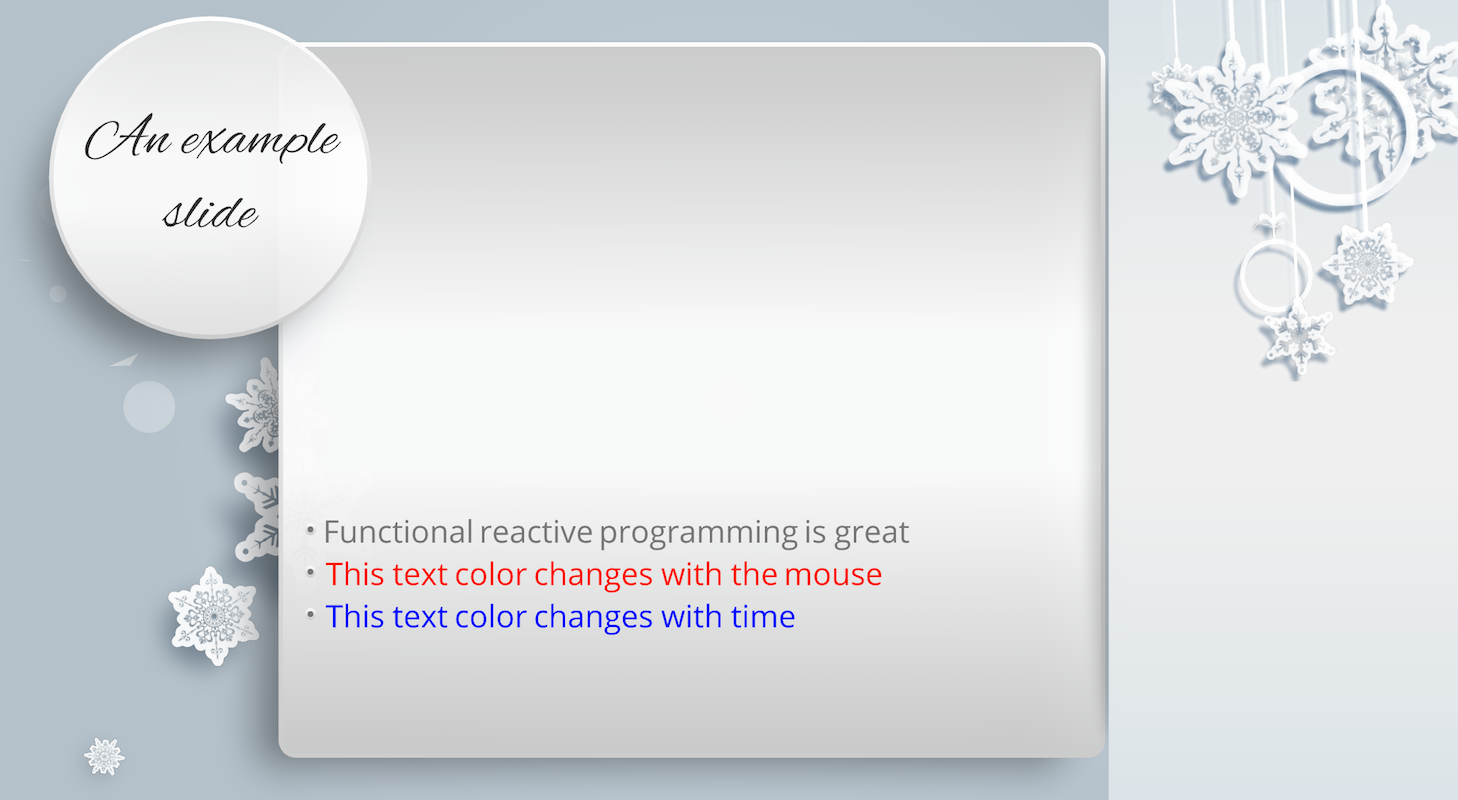 An example
slide
• Functional reactive programming is great
• This text color changes with the mouse
• This text color changes with time